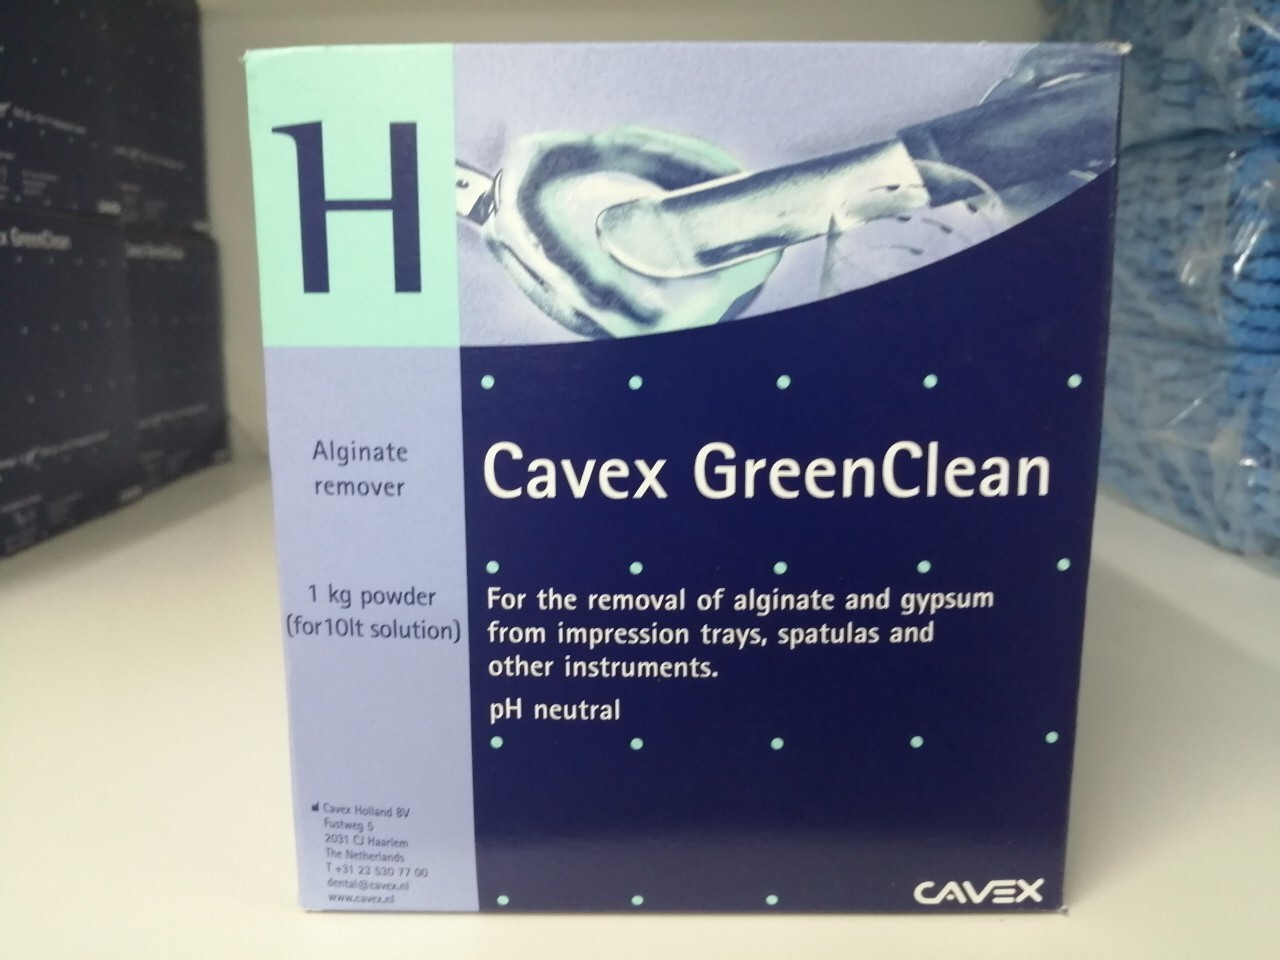 H
Alginate
remover
1 kg powder
(for10lt solution)
Cavex Holland BV
Fustweg 5
2031 CJ Haarlem
The Netherlands
T +31 23 530 77 00
dental@cavex.nl
www.cavex.nl
Cavex GreenClean
For the removal of alginate and gypsum
from impression trays, spatulas and
other instruments.
pH neutral
CAVEX
GreenClean